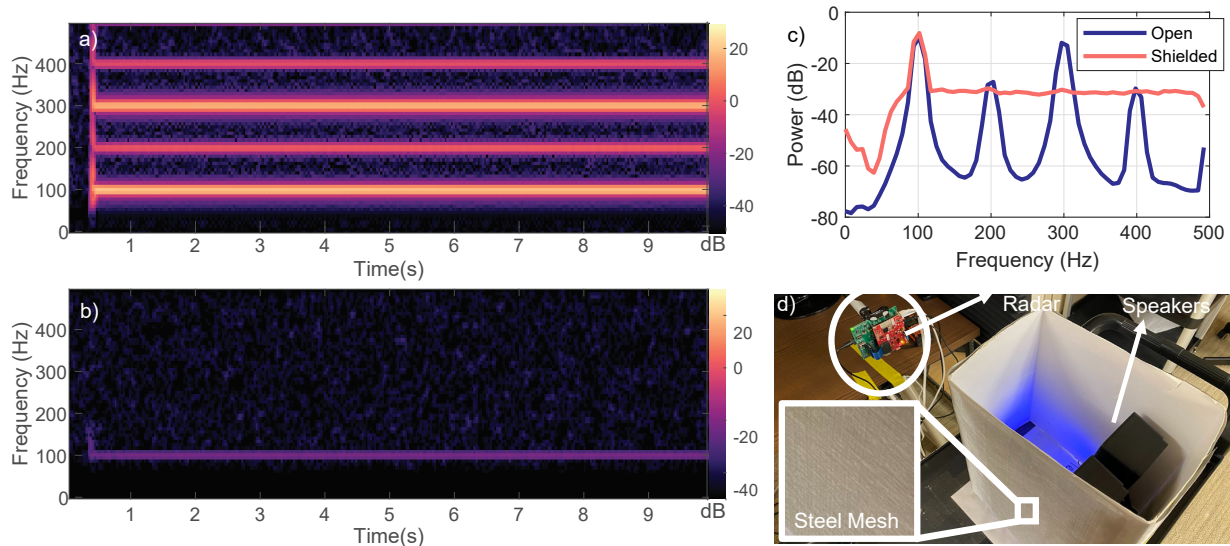 a)
Frequency (Hz)
400
300
200
100
0
1 2 3 4 5 6 7 8 9
Time(s)
20
0
-20
-40
dB
b)
Frequency (Hz)
400
300
200
100
0
1 2 3 4 5 6 7 8 9
Time(s)
20
0
-20
-40
dB
c)
Power (dB)
0
-20
-40
-60
-80
0 100 200 300 400 500
Frequency (Hz)
Open
Shielded
d)
Radar
Speakers
Steel Mesh